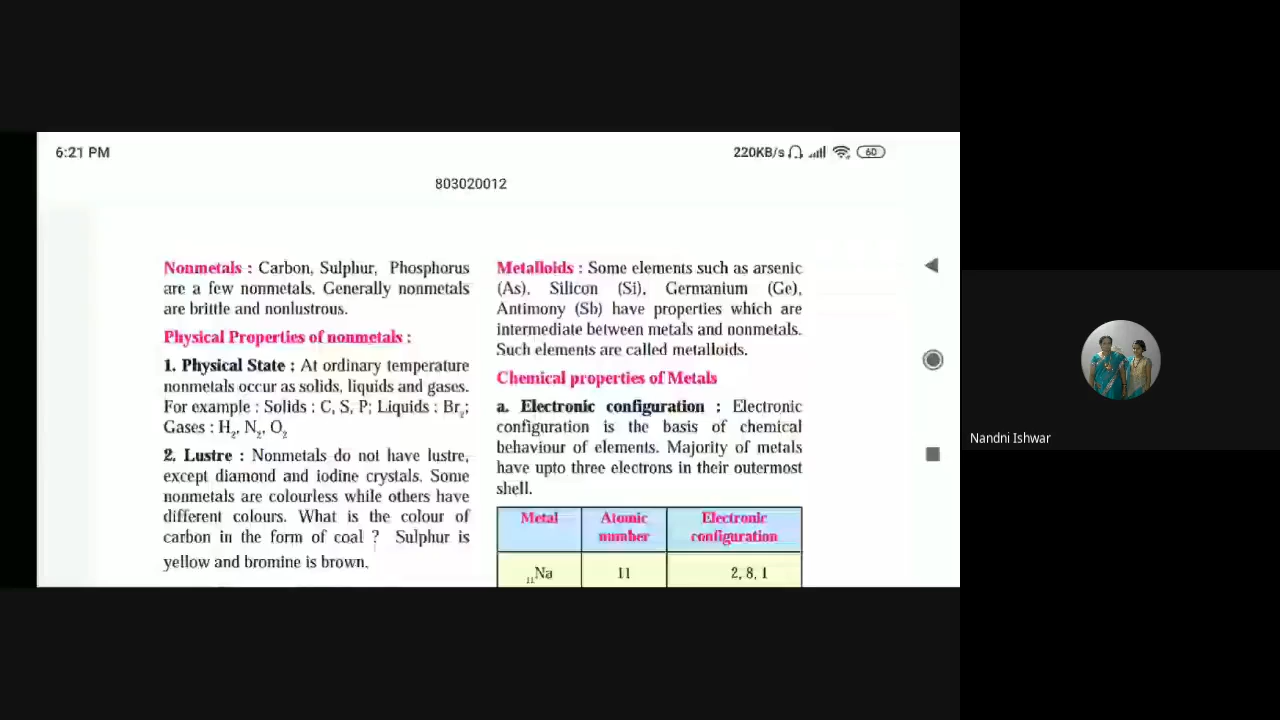 6:21 PM
220KB/s
60
803020012
Nonmetals : Carbon, Sulphur, Phosphorus
are a few nonmetals. Generally nonmetals
are brittle and nonlustrous.
Physical Properties of nonmetals :
1. Physical State : At ordinary temperature
nonmetals occur as solids, liquids and gases.
For example : Solids : C, S, P; Liquids : Br₂;
Gases : H₂, N₂, O₂
2. Lustre : Nonmetals do not have lustre,
except diamond and iodine crystals. Some
nonmetals are colourless while others have
different colours. What is the colour of
carbon in the form of coal ? Sulphur is
yellow and bromine is brown.
Metalloids : Some elements such as arsenic
(As), Silicon (Si), Germanium (Ge),
Antimony (Sb) have properties which are
intermediate between metals and nonmetals.
Such elements are called metalloids.
Chemical properties of Metals
a. Electronic configuration : Electronic
configuration is the basis of chemical
behaviour of elements. Majority of metals
have upto three electrons in their outermost
shell.
Metal Atomic number Electronic configuration
₁₁Na 11 2, 8, 1
Nandni Ishwar